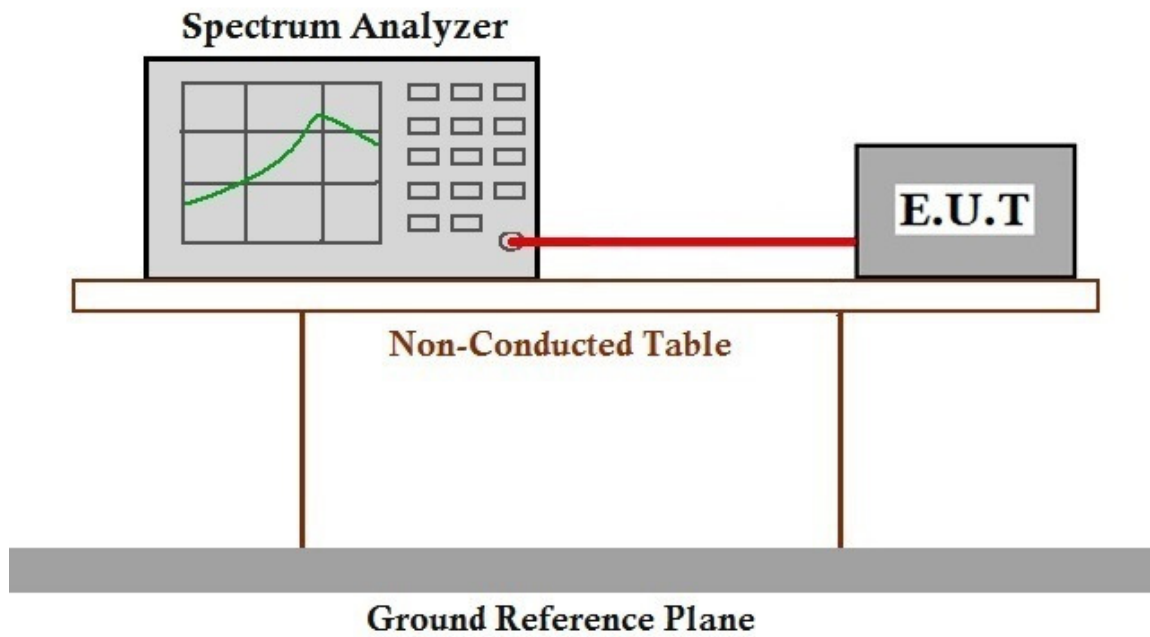 Spectrum Analyzer
E.U.T
Non-Conducted Table
Ground Reference Plane